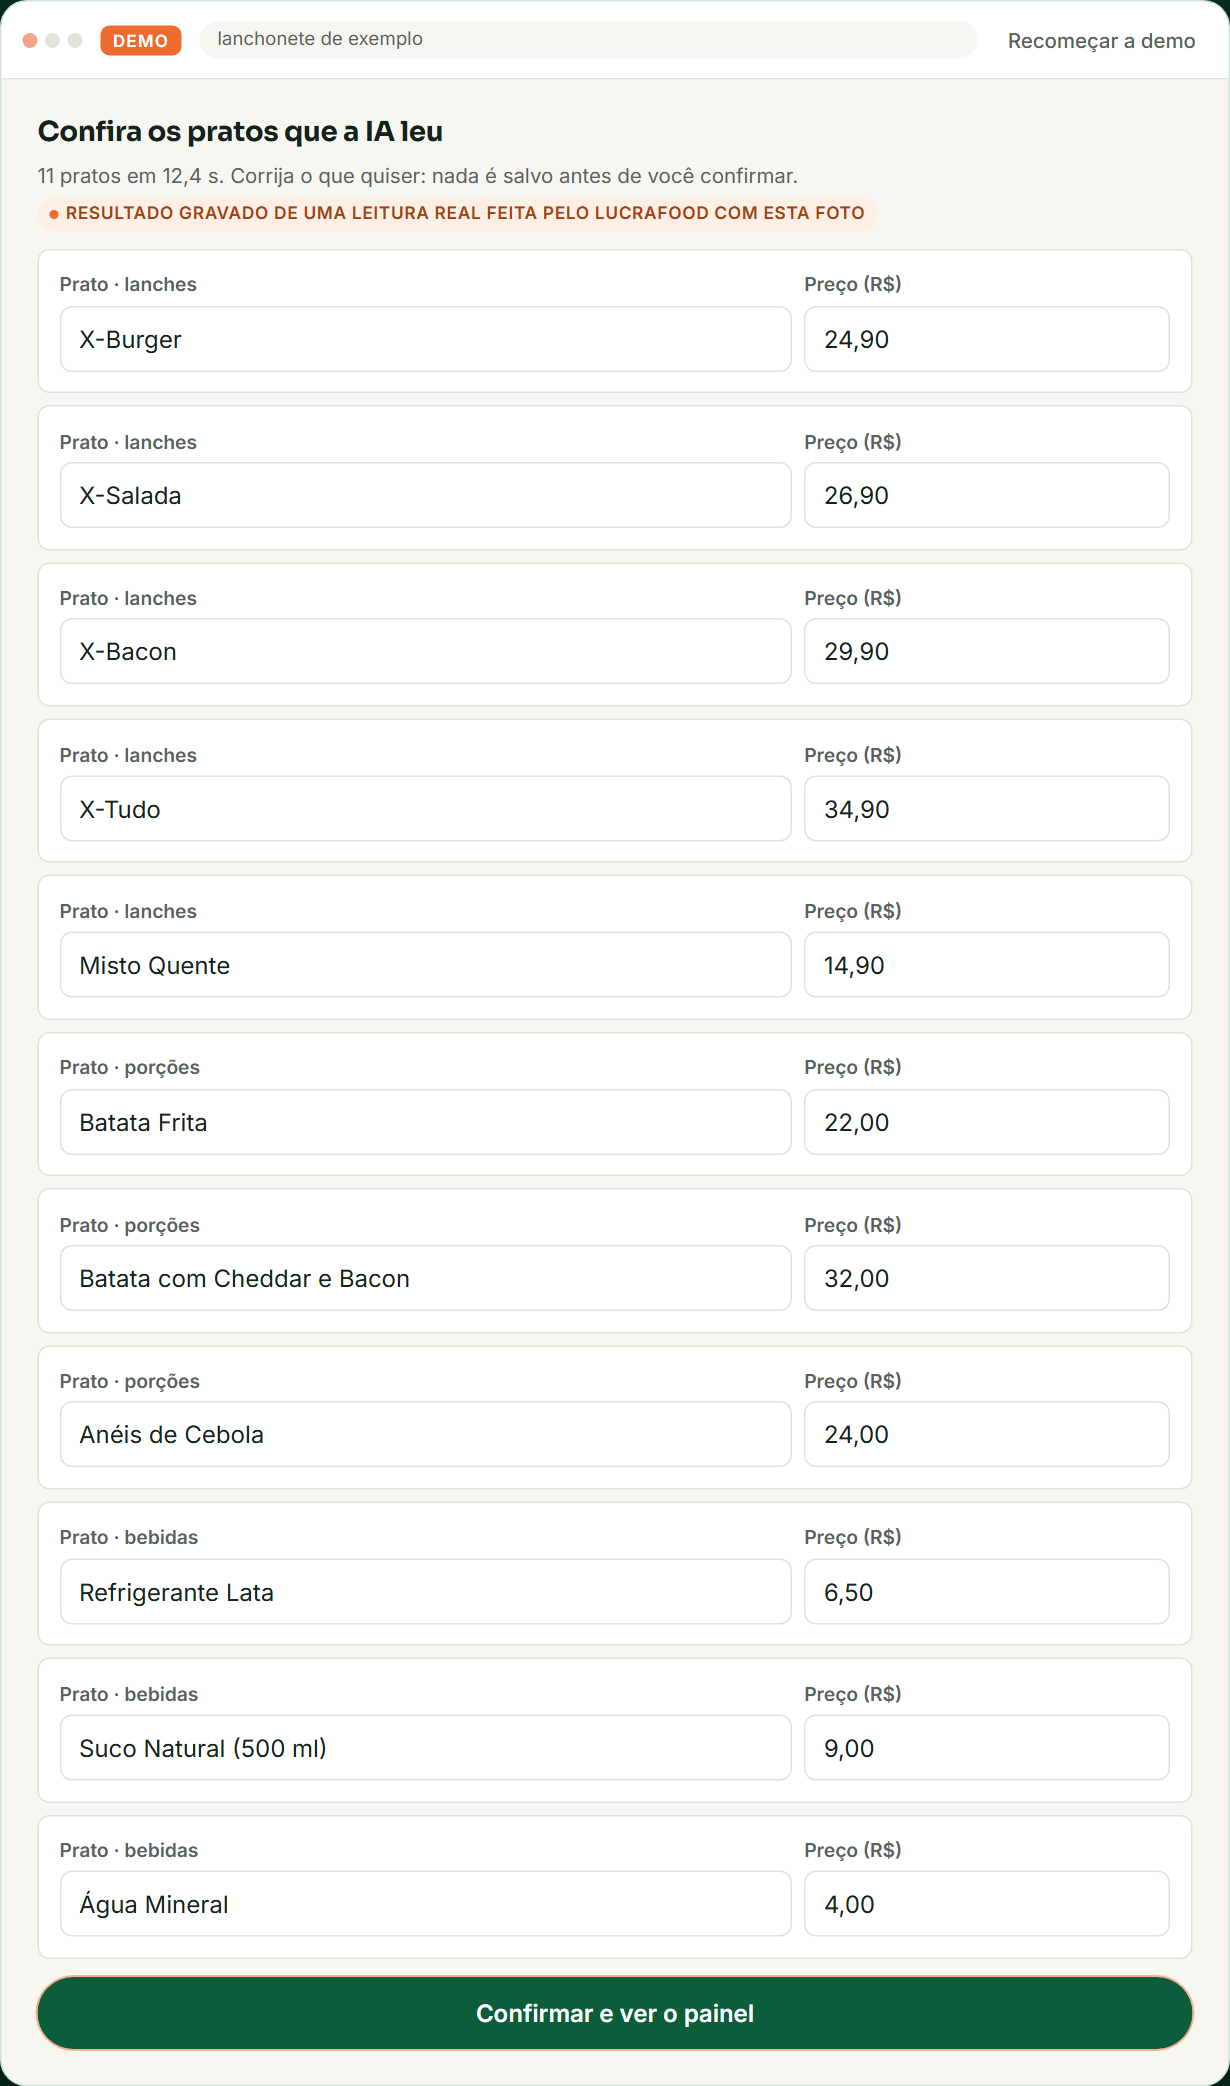 DEMO
lanchonete de exemplo
Recomeçar a demo
Confira os pratos que a IA leu
11 pratos em 12,4 s. Corrija o que quiser: nada é salvo antes de você confirmar.
RESULTADO GRAVADO DE UMA LEITURA REAL FEITA PELO LUCRAFOOD COM ESTA FOTO
Prato · lanches Preço (R$)
X-Burger 24,90
Prato · lanches Preço (R$)
X-Salada 26,90
Prato · lanches Preço (R$)
X-Bacon 29,90
Prato · lanches Preço (R$)
X-Tudo 34,90
Prato · lanches Preço (R$)
Misto Quente 14,90
Prato · porções Preço (R$)
Batata Frita 22,00
Prato · porções Preço (R$)
Batata com Cheddar e Bacon 32,00
Prato · porções Preço (R$)
Anéis de Cebola 24,00
Prato · bebidas Preço (R$)
Refrigerante Lata 6,50
Prato · bebidas Preço (R$)
Suco Natural (500 ml) 9,00
Prato · bebidas Preço (R$)
Água Mineral 4,00
Confirmar e ver o painel